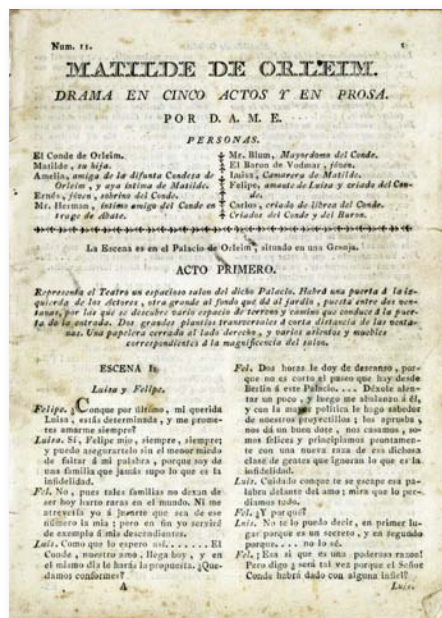 Num. 11.
1
MATILDE DE ORLEIM.
DRAMA EN CINCO ACTOS Y EN PROSA.
POR D. A. M. E.
PERSONAS.
El Conde de Orleim.
Matilde, su hija.
Amelia, amiga de la difunta Condesa de
Orleim, y aya íntima de Matilde.
Ernés, jóven, sobrino del Conde.
Mr. Herman, íntimo amigo del Conde en
trage de Abate.
Mr. Blum, Mayordomo del Conde.
El Baron de Vodmar, jóven.
Luisa, Camarera de Matilde.
Felipe, amante de Luisa y criado del Con-
de.
Carlos, criado de librea del Conde.
Criados del Conde y del Baron.
La Escena es en el Palacio de Orleim, situado en una Granja.
ACTO PRIMERO.
Representa el Teatro un espacioso salon del dicho Palacio. Habrá una puerta á la iz-
quierda de los Actores, otra grande al fondo que dá al jardin, puesta entre dos ven-
tanas, por las que se descubre vario espacio de terreno y camino que conduce á la puer-
ta de la entrada. Dos grandes plantíos transversales á corta distancia de las venta-
nas. Una papelera cerrada al lado derecho, y varios asientos y muebles
correspondientes á la magnificencia del salon.
ESCENA I.
Luisa y Felipe.
Felipe. ¿Conque por último, mi querida
Luisa, estás determinada, y me prome-
tes amarme siempre?
Luisa. Sí, Felipe mio, siempre, siempre;
y puedo asegurartelo sin el menor miedo
de faltar á mi palabra, porque soy de
una familia que jamás supo lo que es la
infidelidad.
Fel. No, pues tales familias no dexan de
ser hoy harto raras en el mundo. Ni me
atrevería yo á jurarte que sea de ese
número la mia; pero en fin yo serviré
de exemplo á mis descendientes.
Luis. Como que lo espero así....... El
Conde, nuestro amo, llega hoy, y en
el mismo dia le harás la propuesta. ¿Que-
damos conformes?
A
Fel. Dos horas le doy de descanso, por-
que no es corto el paseo que hay desde
Berlin á este Palacio.... Déxole alen-
tar un poco, y luego me abalanzo á él,
y con la mayor política le hago sabedor
de nuestros proyectillos; los aprueba,
nos dá un buen dote, nos casamos, so-
mos felices y principiamos prontamen-
te con una nueva raza de esa dichosa
clase de gentes que ignoran lo que es la
infidelidad.
Luis. Cuidado conque te se escape esa pa-
labra delante del amo; mira que lo per-
diamos todo.
Fel. ¿Y por qué?
Luis. No te lo puedo decir, en primer lu-
gar porque es un secreto, y en segundo
porque.... no lo sé.
Fel. ¡Esa sí que es una poderosa razon!
Pero digo ¿será tal vez porque el Señor
Conde habrá dado con alguna infiel?
Luis.